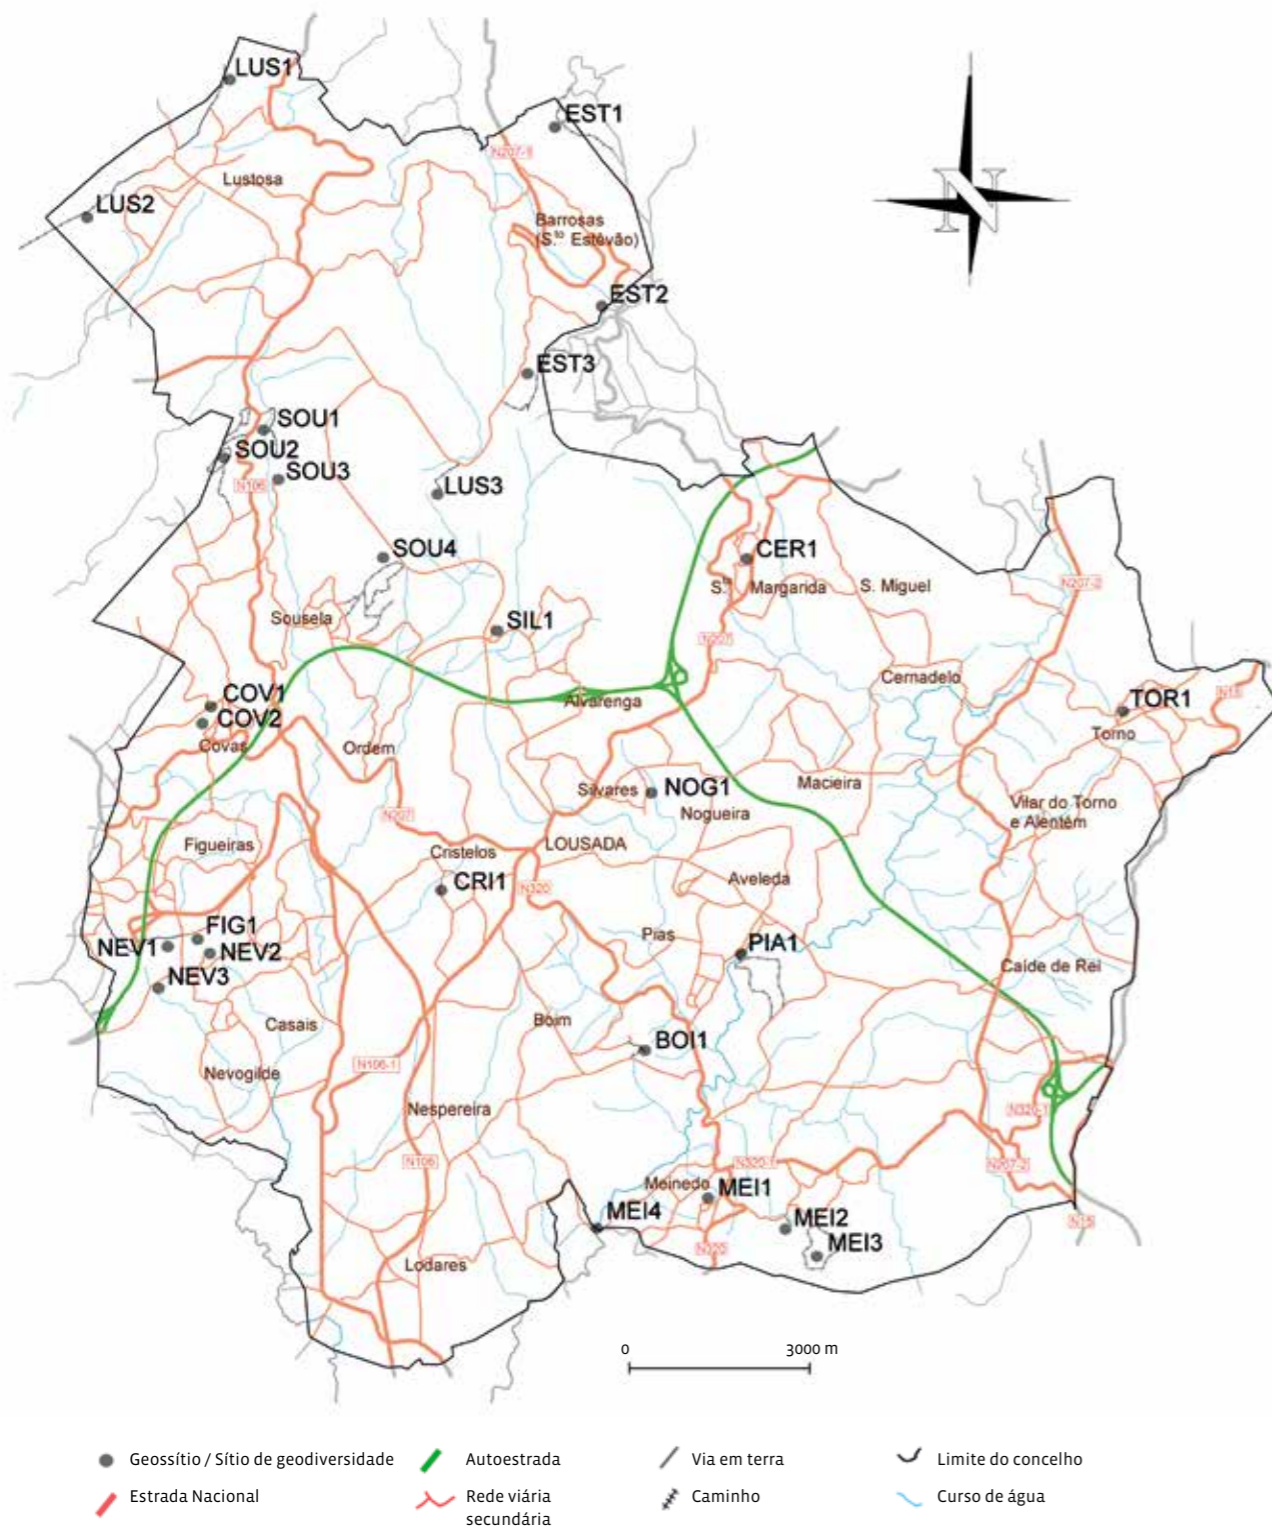 LUS1
EST1
N207-1
N
Lustosa
LUS2
Barrosas
(S.to Estêvão)
EST2
EST3
SOU1
SOU2
SOU3
N106
LUS3
SOU4
CER1
S.ta Margarida
S. Miguel
N207-2
Sousela
SIL1
N207
Cernadelo
COV1
COV2
Covas
Alvarenga
TOR1
N15
Torno
Ordem
Silvares
NOG1
Macieira
Nogueira
Vilar do Torno
e Alentém
N207
Figueiras
Cristelos
LOUSADA
CRI1
N320
Aveleda
FIG1
NEV1
NEV2
Pias
PIA1
NEV3
Caíde de Rei
Casais
Boim
BOI1
Nevogilde
N106-1
Nespereira
N320-1
N106
N320-1
N207-2
Meinedo
MEI1
MEI4
MEI2
N15
N320
MEI3
Lodares
0 3000 m
Geossítio / Sítio de geodiversidade
Autoestrada
Via em terra
Limite do concelho
Estrada Nacional
Rede viária
secundária
Caminho
Curso de água